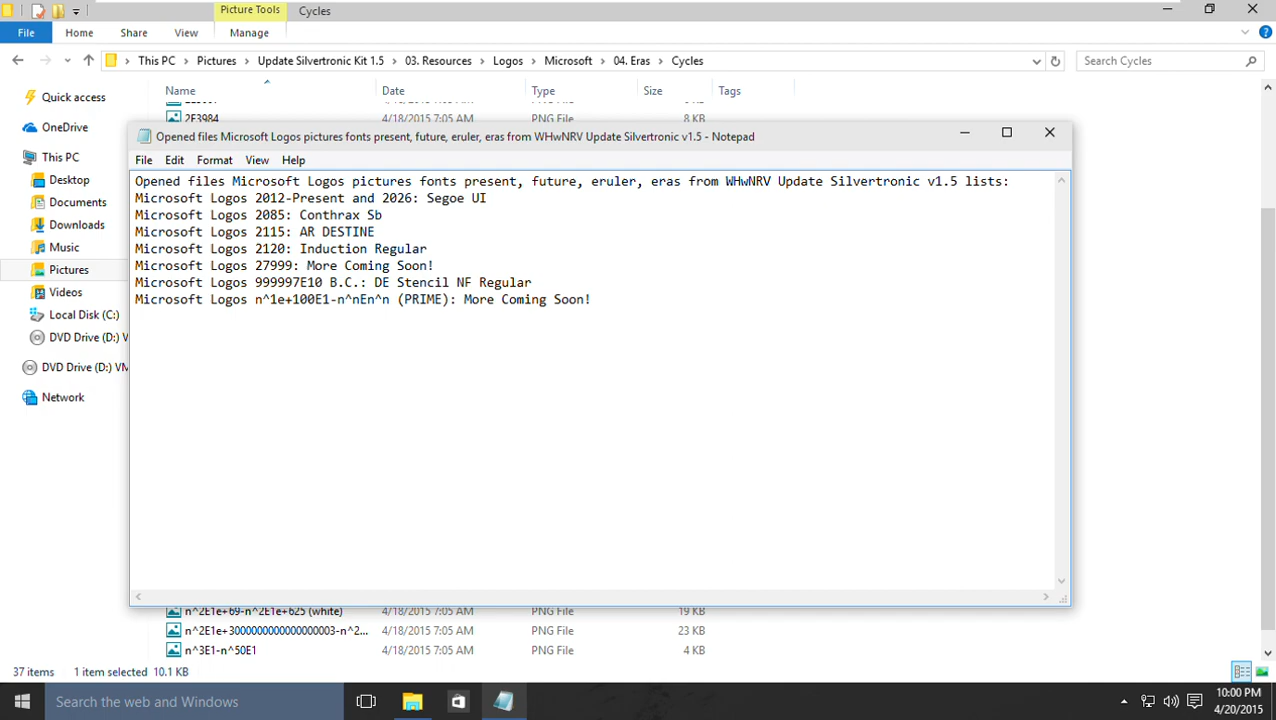 Picture Tools
Cycles
File
Home
Share
View
Manage
This PC
Pictures
Update Silvertronic Kit 1.5
03. Resources
Logos
Microsoft
04. Eras
Cycles
Search Cycles
Name
Date
Type
Size
Tags
Quick access
OneDrive
This PC
Desktop
Documents
Downloads
Music
Pictures
Videos
Local Disk (C:)
DVD Drive (D:) V
DVD Drive (D:) VM
Network
2E3984
4/18/2015 7:05 AM
PNG File
8 KB
Opened files Microsoft Logos pictures fonts present, future, eruler, eras from WHwNRV Update Silvertronic v1.5 - Notepad
File Edit Format View Help
Opened files Microsoft Logos pictures fonts present, future, eruler, eras from WHwNRV Update Silvertronic v1.5 lists:
Microsoft Logos 2012-Present and 2026: Segoe UI
Microsoft Logos 2085: Conthrax Sb
Microsoft Logos 2115: AR DESTINE
Microsoft Logos 2120: Induction Regular
Microsoft Logos 27999: More Coming Soon!
Microsoft Logos 999997E10 B.C.: DE Stencil NF Regular
Microsoft Logos n^1e+100E1-n^nEn^n (PRIME): More Coming Soon!
n^2E1e+69-n^2E1e+625 (white) 4/18/2015 7:05 AM PNG File 19 KB
n^2E1e+3000000000000000003-n^2... 4/18/2015 7:05 AM PNG File 23 KB
n^3E1-n^50E1 4/18/2015 7:05 AM PNG File 4 KB
37 items 1 item selected 10.1 KB
Search the web and Windows
10:00 PM
4/20/2015